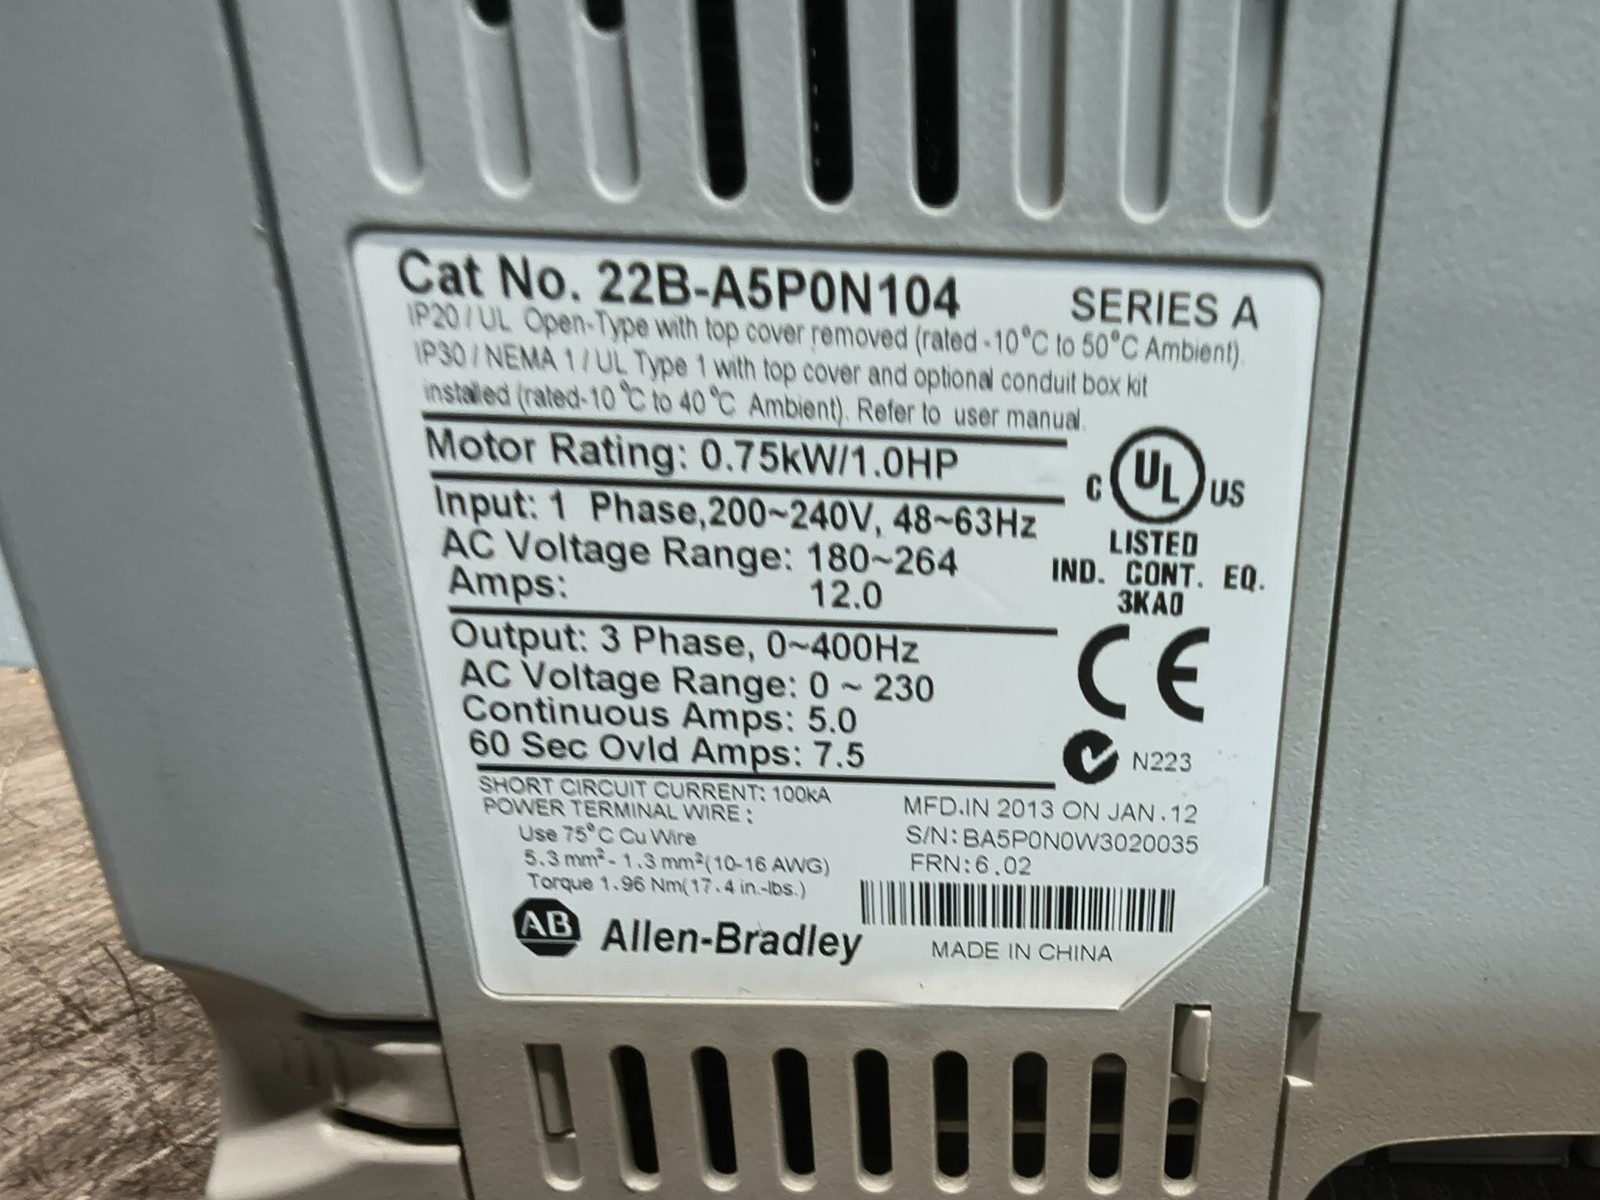 Cat No. 22B-A5P0N104 SERIES A
IP20 / UL Open-Type with top cover removed (rated -10°C to 50°C Ambient).
IP30 / NEMA 1 / UL Type 1 with top cover and optional conduit box kit
installed (rated-10 °C to 40 °C Ambient). Refer to user manual.
Motor Rating: 0.75kW/1.0HP
Input: 1 Phase,200~240V, 48~63Hz
AC Voltage Range: 180~264
Amps: 12.0
C UL US
LISTED
IND. CONT. EQ.
3KAD
Output: 3 Phase, 0~400Hz
AC Voltage Range: 0 ~ 230
Continuous Amps: 5.0
60 Sec Ovld Amps: 7.5
CE
N223
SHORT CIRCUIT CURRENT: 100kA
POWER TERMINAL WIRE :
Use 75°C Cu Wire
5.3 mm² - 1.3 mm²(10-16 AWG)
Torque 1.96 Nm(17.4 in.-lbs.)
MFD.IN 2013 ON JAN.12
S/N: BA5P0N0W3020035
FRN: 6.02
AB Allen-Bradley
MADE IN CHINA